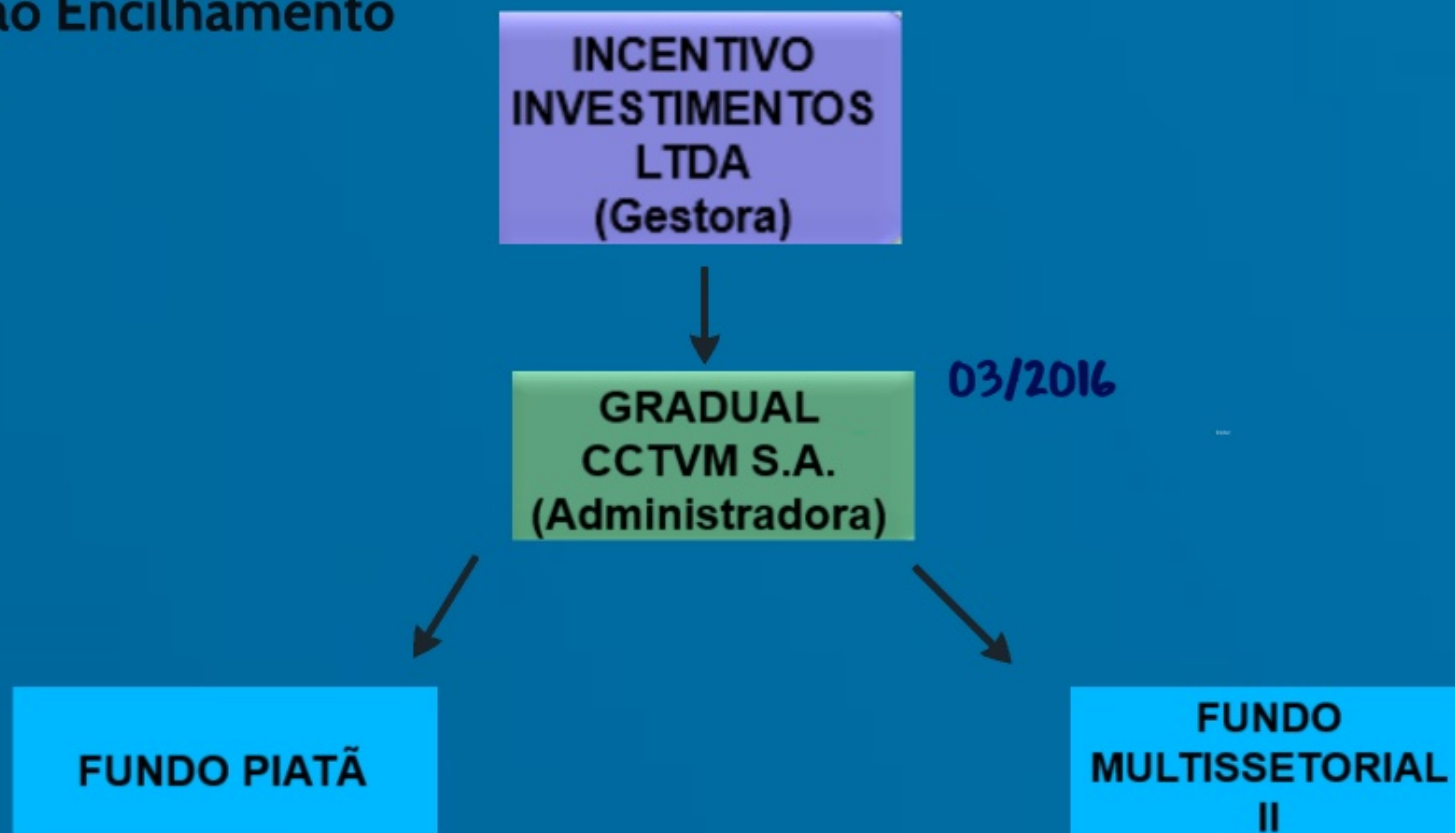 ão Encilhamento
INCENTIVO
INVESTIMENTOS
LTDA
(Gestora)
GRADUAL
CCTVM S.A.
(Administradora)
03/2016
FUNDO PIATÃ
FUNDO
MULTISSETORIAL
II